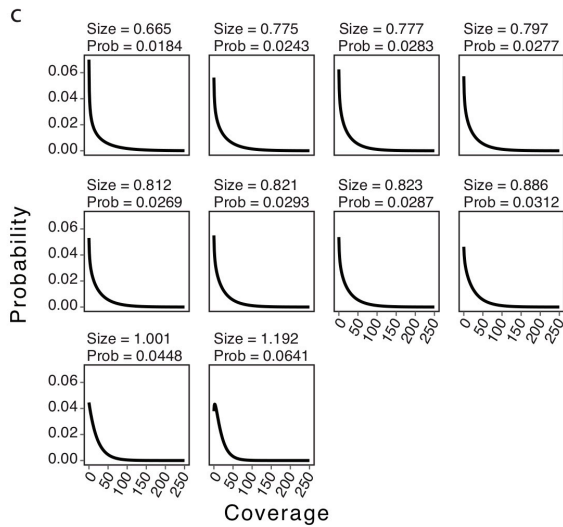 C
Size = 0.665
Prob = 0.0184
Size = 0.775
Prob = 0.0243
Size = 0.777
Prob = 0.0283
Size = 0.797
Prob = 0.0277
0.06
0.04
0.02
0.00
Size = 0.812
Prob = 0.0269
Size = 0.821
Prob = 0.0293
Size = 0.823
Prob = 0.0287
Size = 0.886
Prob = 0.0312
0.06
0.04
0.02
0.00
0 50 100 150 200 250
0 50 100 150 200 250
Size = 1.001
Prob = 0.0448
Size = 1.192
Prob = 0.0641
0.06
0.04
0.02
0.00
0 50 100 150 200 250
0 50 100 150 200 250
Probability
Coverage